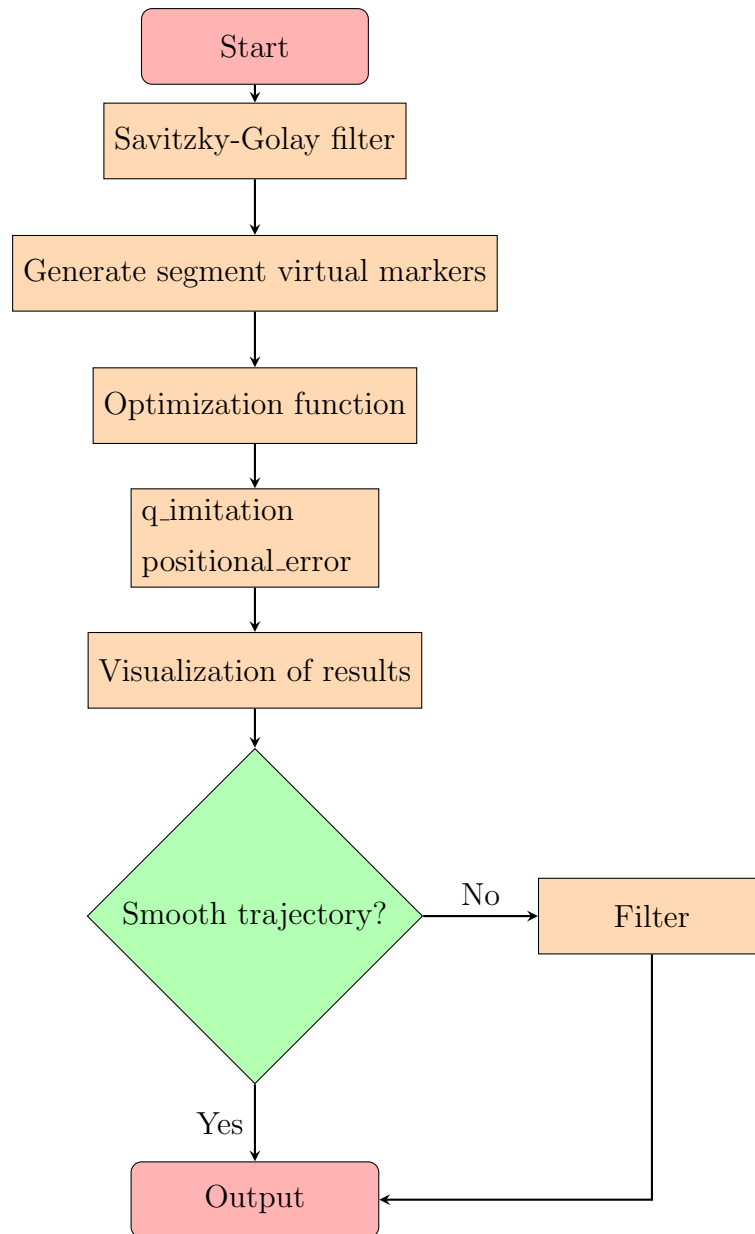 Start
Savitzky-Golay filter
Generate segment virtual markers
Optimization function
q_imitation
positional_error
Visualization of results
Smooth trajectory?
No
Filter
Yes
Output